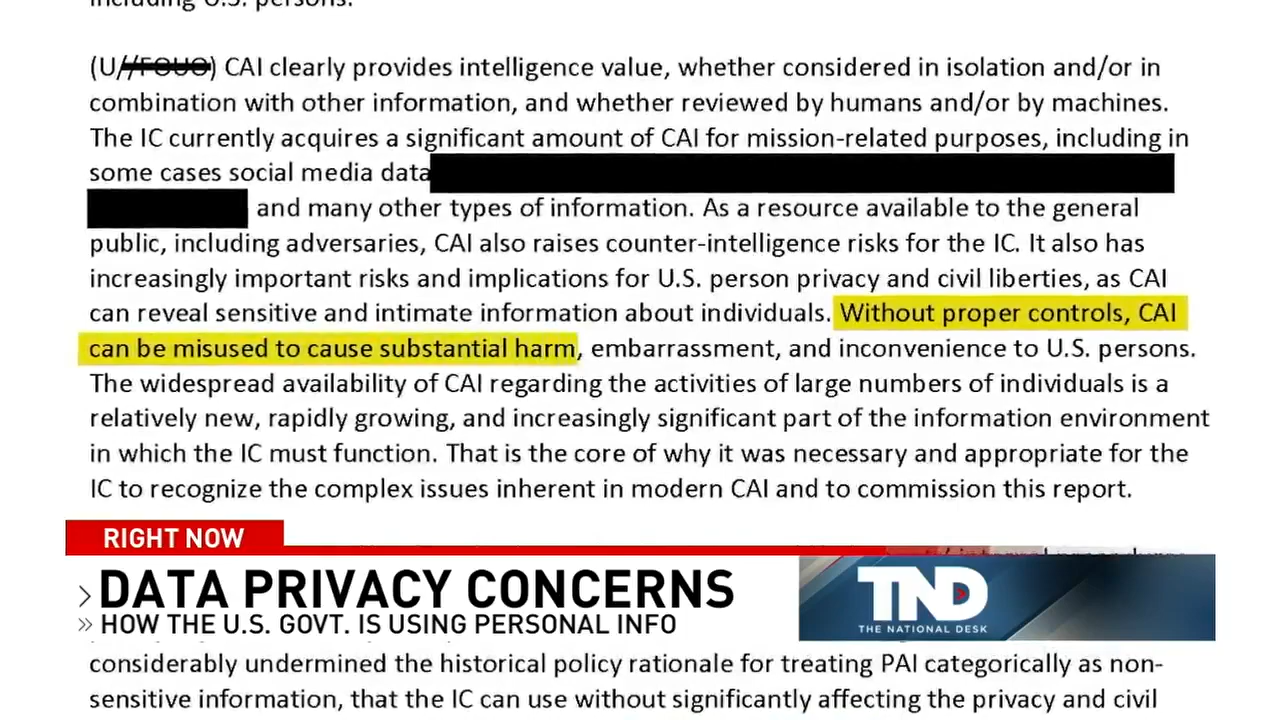 including U.S. persons.
(U//FOUO) CAI clearly provides intelligence value, whether considered in isolation and/or in
combination with other information, and whether reviewed by humans and/or by machines.
The IC currently acquires a significant amount of CAI for mission-related purposes, including in
some cases social media data
and many other types of information. As a resource available to the general
public, including adversaries, CAI also raises counter-intelligence risks for the IC. It also has
increasingly important risks and implications for U.S. person privacy and civil liberties, as CAI
can reveal sensitive and intimate information about individuals. Without proper controls, CAI
can be misused to cause substantial harm, embarrassment, and inconvenience to U.S. persons.
The widespread availability of CAI regarding the activities of large numbers of individuals is a
relatively new, rapidly growing, and increasingly significant part of the information environment
in which the IC must function. That is the core of why it was necessary and appropriate for the
IC to recognize the complex issues inherent in modern CAI and to commission this report.
RIGHT NOW
DATA PRIVACY CONCERNS
HOW THE U.S. GOVT. IS USING PERSONAL INFO
TND
THE NATIONAL DESK
considerably undermined the historical policy rationale for treating PAI categorically as non-
sensitive information, that the IC can use without significantly affecting the privacy and civil